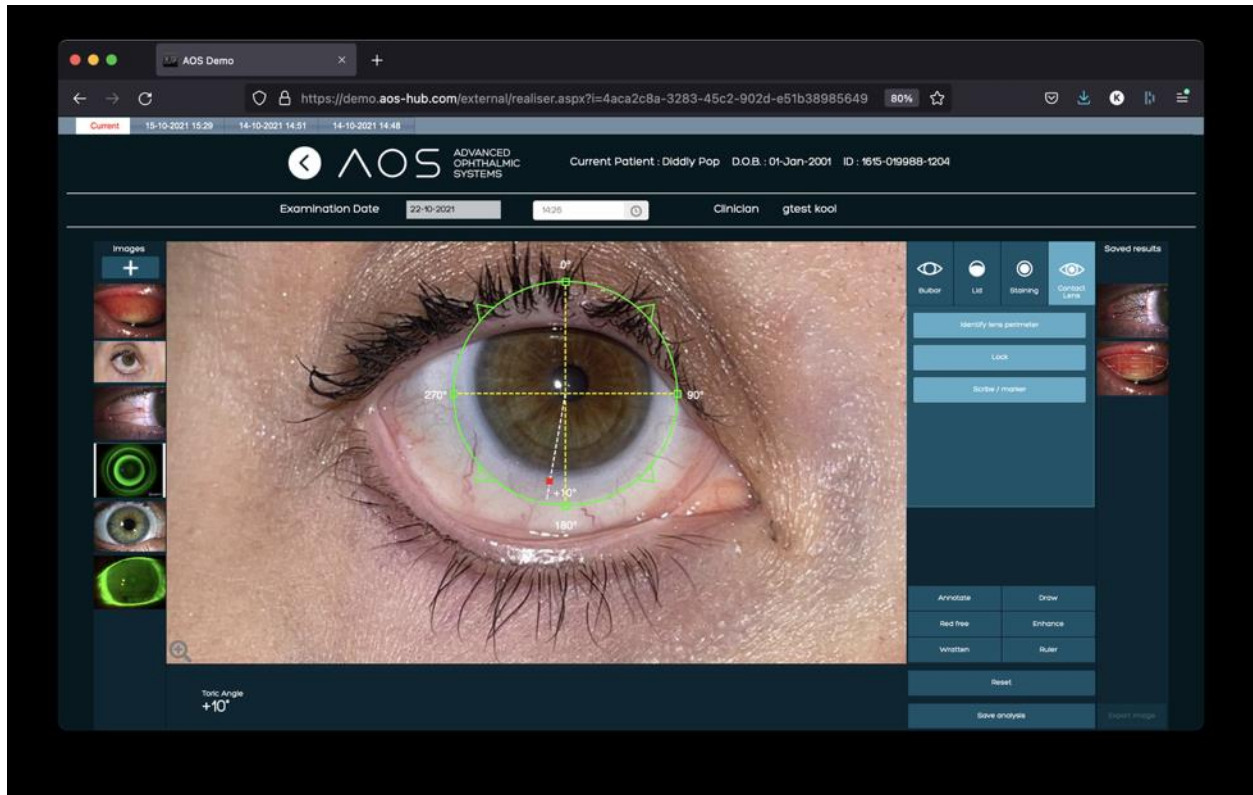 AOS Demo
https://demo.aos-hub.com/external/realiser.aspx?i=4aca2c8a-3283-45c2-902d-e51b38985649 80%
Current 15-10-2021 15:29 14-10-2021 14:51 14-10-2021 14:48
AOS
ADVANCED
OPHTHALMIC
SYSTEMS
Current Patient : Diddly Pop D.O.B. : 01-Jan-2001 ID : 1615-019988-1204
Examination Date 22-10-2021 14:26 Clinician gtest kool
Images
0°
270°
90°
+10°
180°
Bulbar Lid Staining Contact
Lens
Identify lens perimeter
Lock
Scribe / marker
Annotate Draw
Red free Enhance
Wratten Ruler
Reset
Save analysis
Saved results
Export image
Toric Angle
+10°